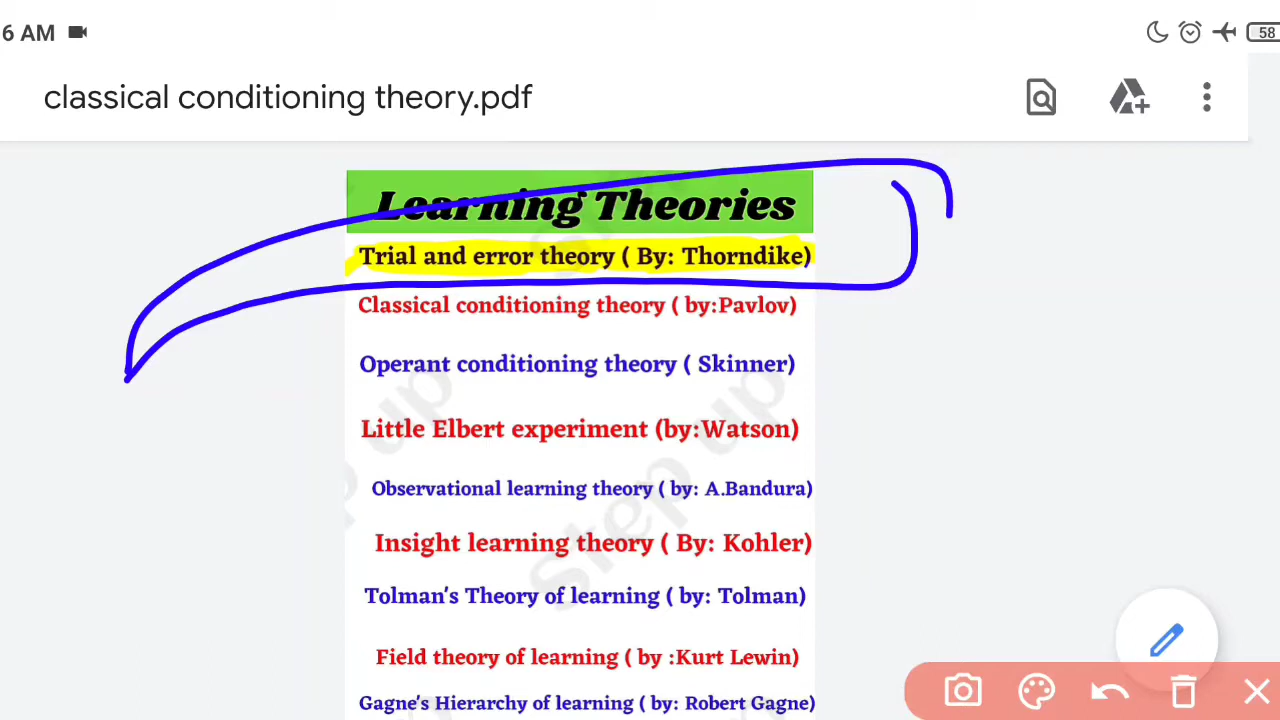 6 AM
58
classical conditioning theory.pdf
Learning Theories
Trial and error theory ( By: Thorndike)
Classical conditioning theory ( by:Pavlov)
Operant conditioning theory ( Skinner)
Little Elbert experiment (by:Watson)
Observational learning theory ( by: A.Bandura)
Insight learning theory ( By: Kohler)
Tolman's Theory of learning ( by: Tolman)
Field theory of learning ( by :Kurt Lewin)
Gagne's Hierarchy of learning ( by: Robert Gagne)
Step up